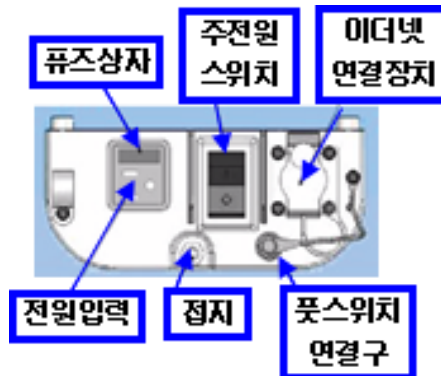 퓨즈상자
주전원
스위치
이더넷
연결장치
전원입력
접지
풋스위치
연결구